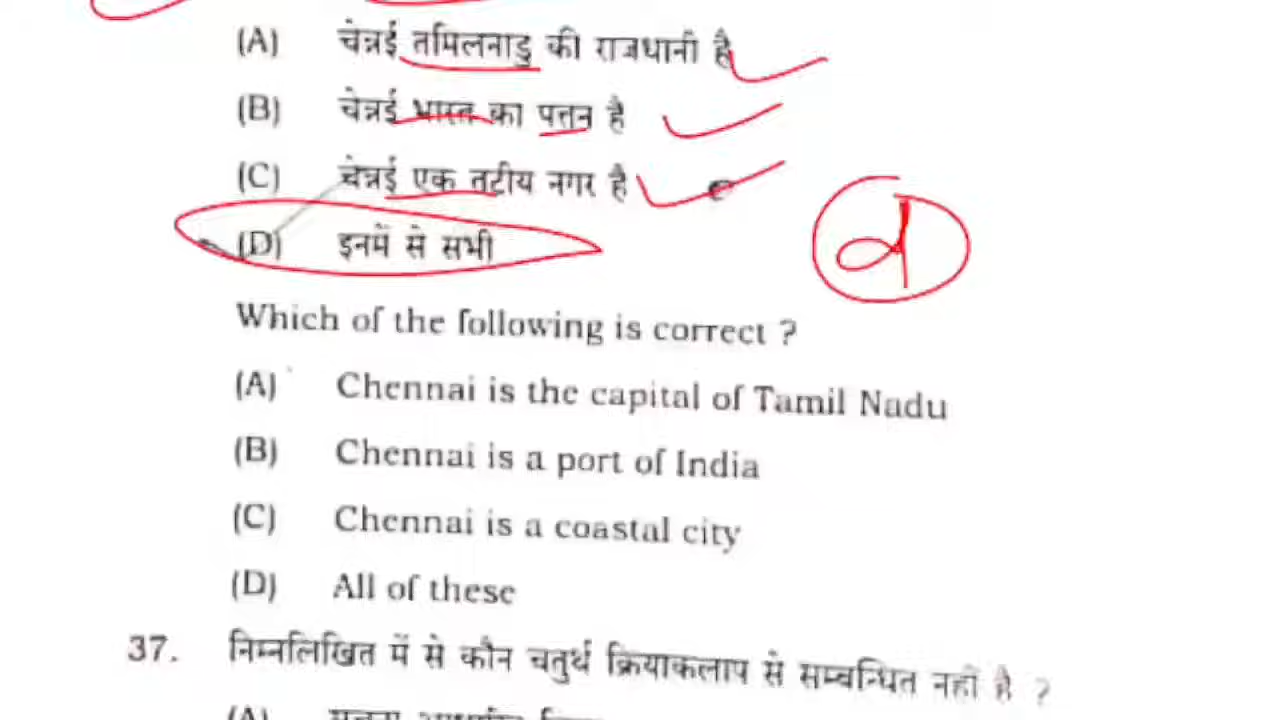 (A) चेन्नई तमिलनाडु की राजधानी है
(B) चेन्नई भारत का पत्तन है
(C) चेन्नई एक तटीय नगर है
(D) इनमें से सभी
d
Which of the following is correct ?
(A) Chennai is the capital of Tamil Nadu
(B) Chennai is a port of India
(C) Chennai is a coastal city
(D) All of these
37. निम्नलिखित में से कौन चतुर्थ क्रियाकलाप से सम्बन्धित नहीं है ?
(A)